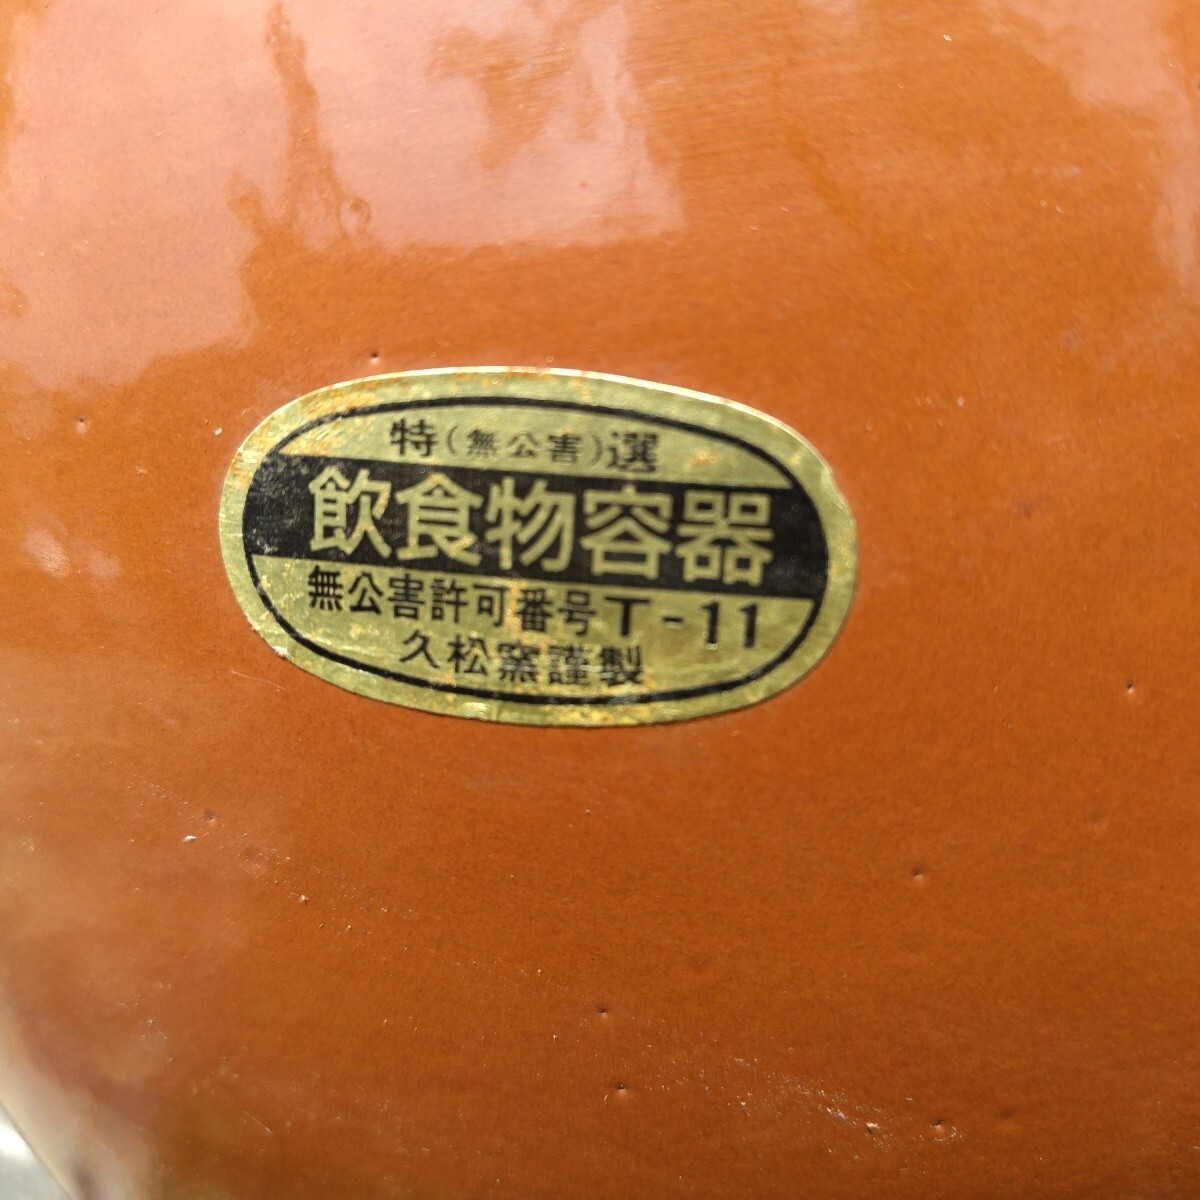 特（無公害）選
飲食物容器
無公害許可番号T-11
久松窯謹製